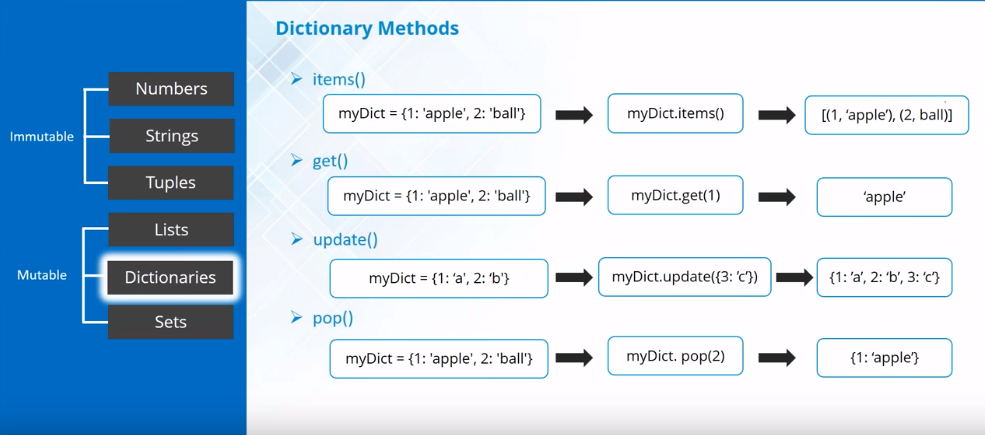 Dictionary Methods
Immutable
Numbers
Strings
Tuples
Mutable
Lists
Dictionaries
Sets
➢ items()
myDict = {1: 'apple', 2: 'ball'}
myDict.items()
[(1, ‘apple’), (2, ball)]
➢ get()
myDict = {1: 'apple', 2: 'ball'}
myDict.get(1)
‘apple’
➢ update()
myDict = {1: ‘a’, 2: ‘b’}
myDict.update({3: ‘c’})
{1: ‘a’, 2: ‘b’, 3: ‘c’}
➢ pop()
myDict = {1: 'apple', 2: 'ball'}
myDict. pop(2)
{1: ‘apple’}